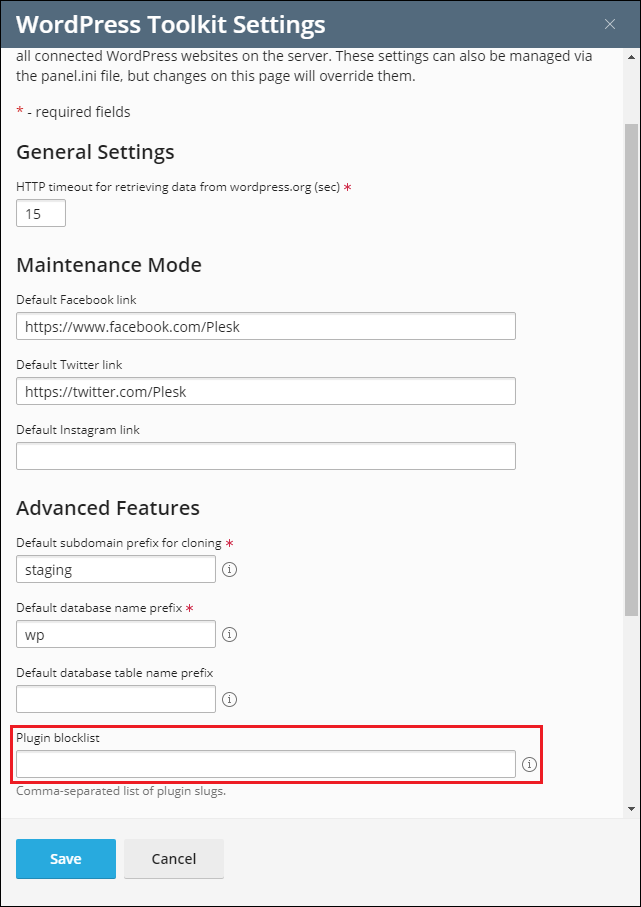 WordPress Toolkit Settings
all connected WordPress websites on the server. These settings can also be managed via
the panel.ini file, but changes on this page will override them.
* - required fields
General Settings
HTTP timeout for retrieving data from wordpress.org (sec) *
15
Maintenance Mode
Default Facebook link
https://www.facebook.com/Plesk
Default Twitter link
https://twitter.com/Plesk
Default Instagram link
Advanced Features
Default subdomain prefix for cloning *
staging
Default database name prefix *
wp
Default database table name prefix
Plugin blocklist
Comma-separated list of plugin slugs.
Save
Cancel